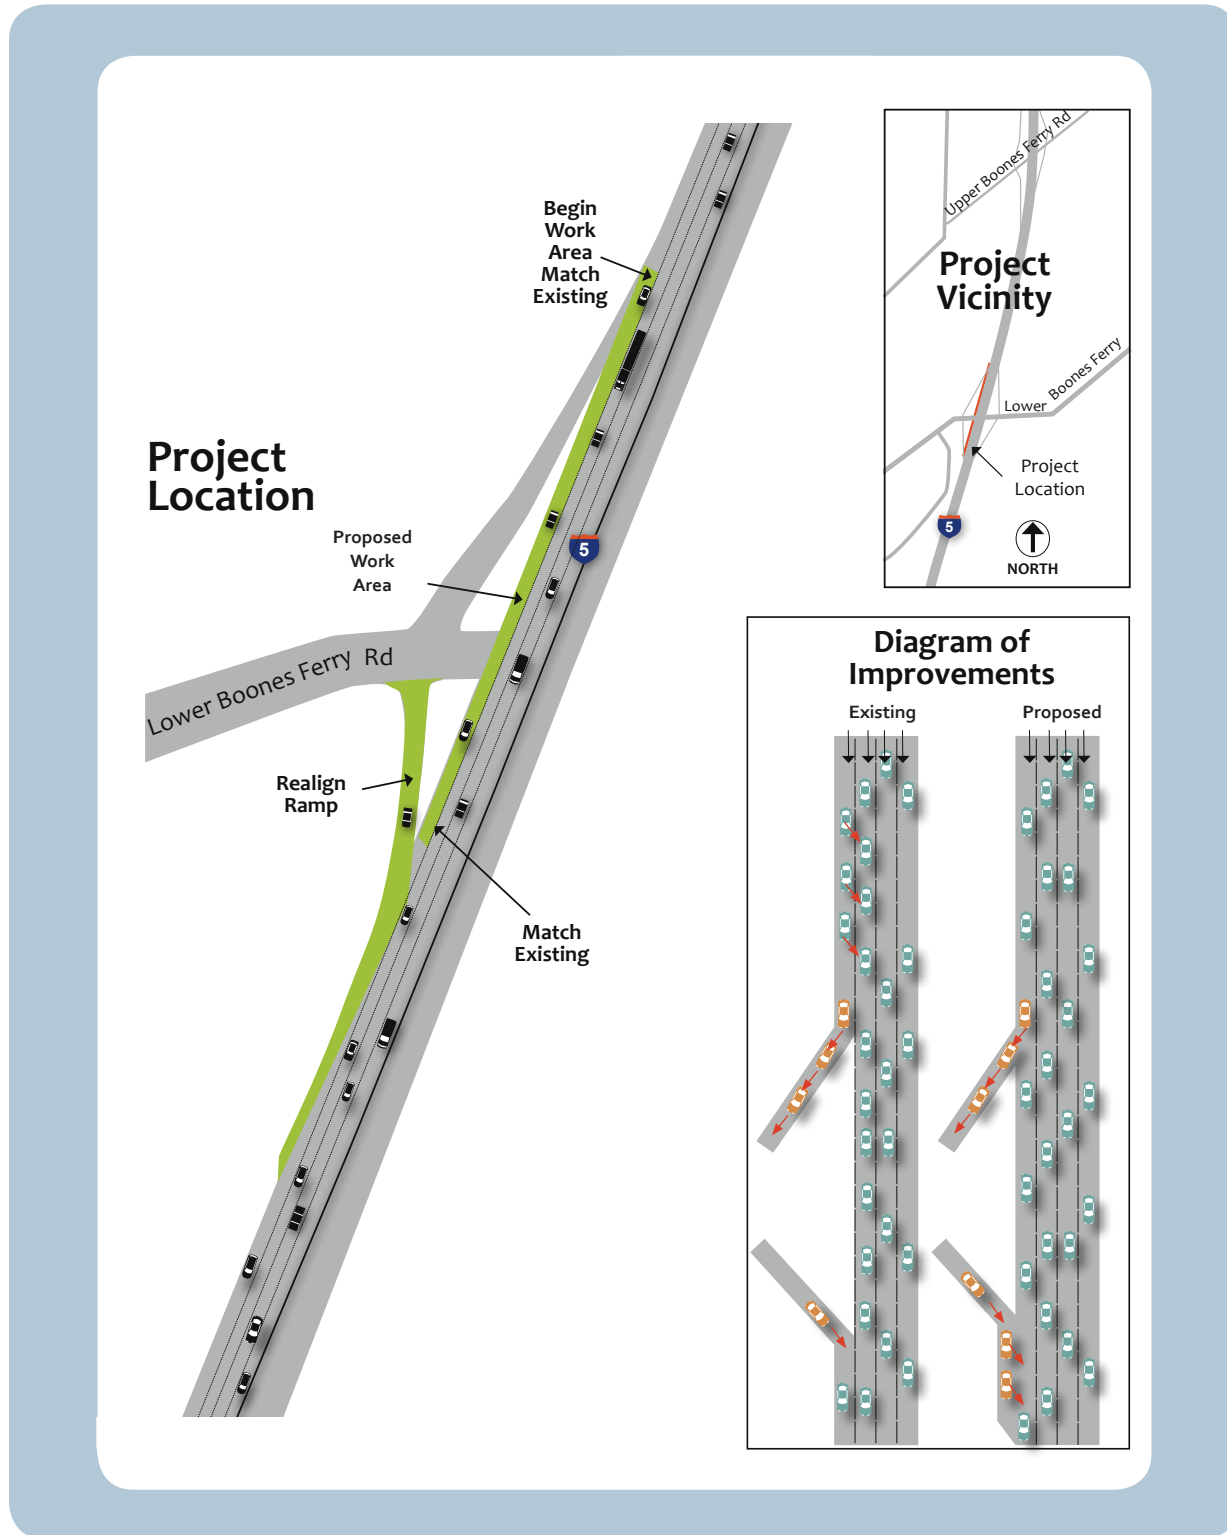 Begin
Work
Area
Match
Existing
Project
Location
Proposed
Work
Area
5
Lower Boones Ferry Rd
Realign
Ramp
Match
Existing
Upper Boones Ferry Rd
Project
Vicinity
Lower Boones Ferry
Project
Location
5
NORTH
Diagram of
Improvements
Existing
Proposed